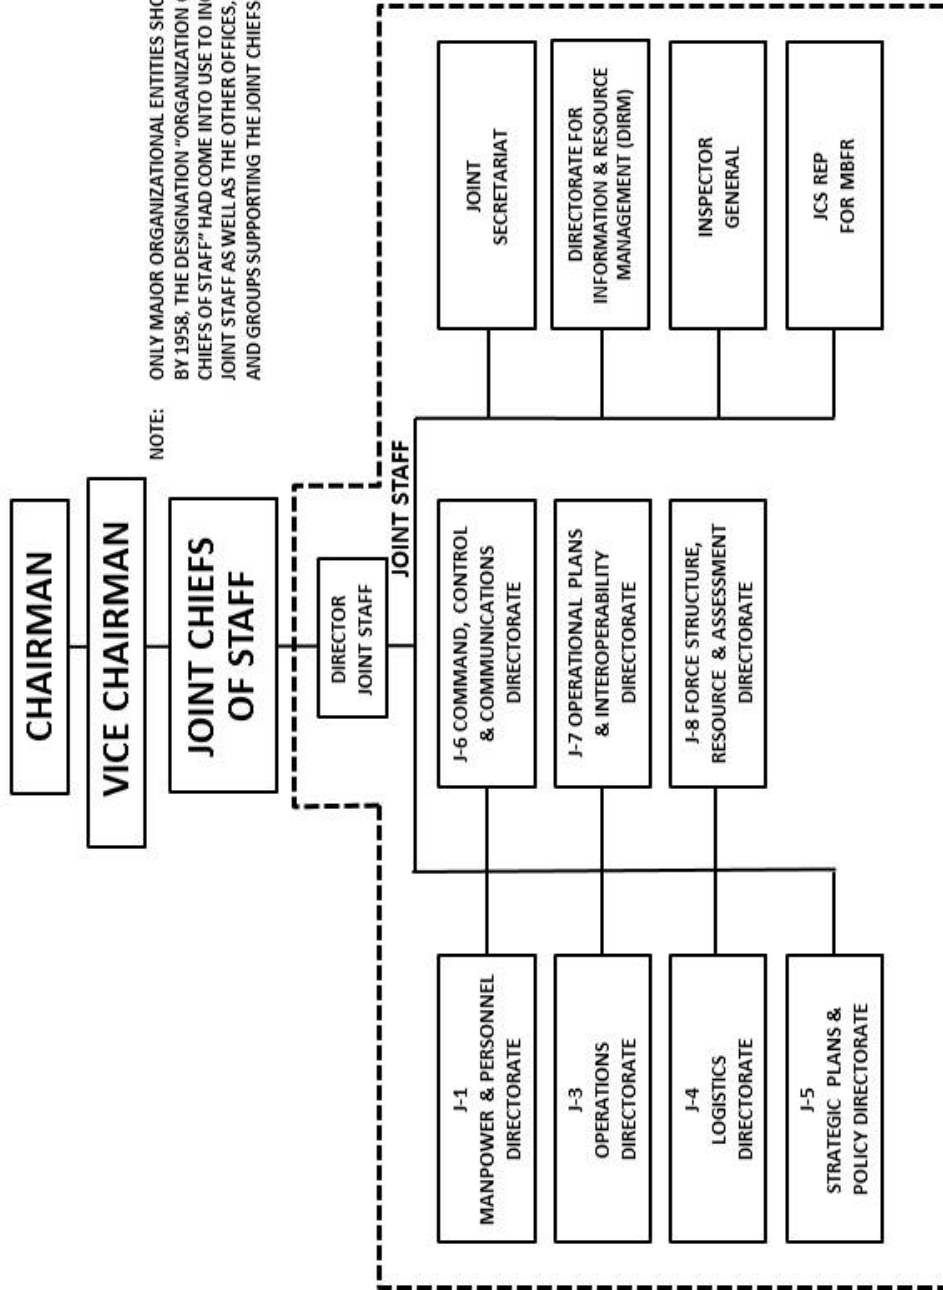 CHAIRMAN
VICE CHAIRMAN
JOINT CHIEFS
OF STAFF
NOTE:
ONLY MAJOR ORGANIZATIONAL ENTITIES
BY 1958, THE DESIGNATION "ORGANIZATION
CHIEFS OF STAFF" HAD COME INTO USE TO
JOINT STAFF AS WELL AS THE OTHER OFFICES,
AND GROUPS SUPPORTING THE JOINT CHIEFS
DIRECTOR
JOINT STAFF
JOINT STAFF
J-1
MANPOWER & PERSONNEL
DIRECTORATE
J-3
OPERATIONS
DIRECTORATE
J-4
LOGISTICS
DIRECTORATE
J-5
STRATEGIC PLANS &
POLICY DIRECTORATE
J-6 COMMAND, CONTROL
& COMMUNICATIONS
DIRECTORATE
J-7 OPERATIONAL PLANS
& INTEROPERABILITY
DIRECTORATE
J-8 FORCE STRUCTURE,
RESOURCE & ASSESSMENT
DIRECTORATE
JOINT
SECRETARIAT
DIRECTORATE FOR
INFORMATION & RESOURCE
MANAGEMENT (DIRM)
INSPECTOR
GENERAL
JCS REP
FOR MBFR